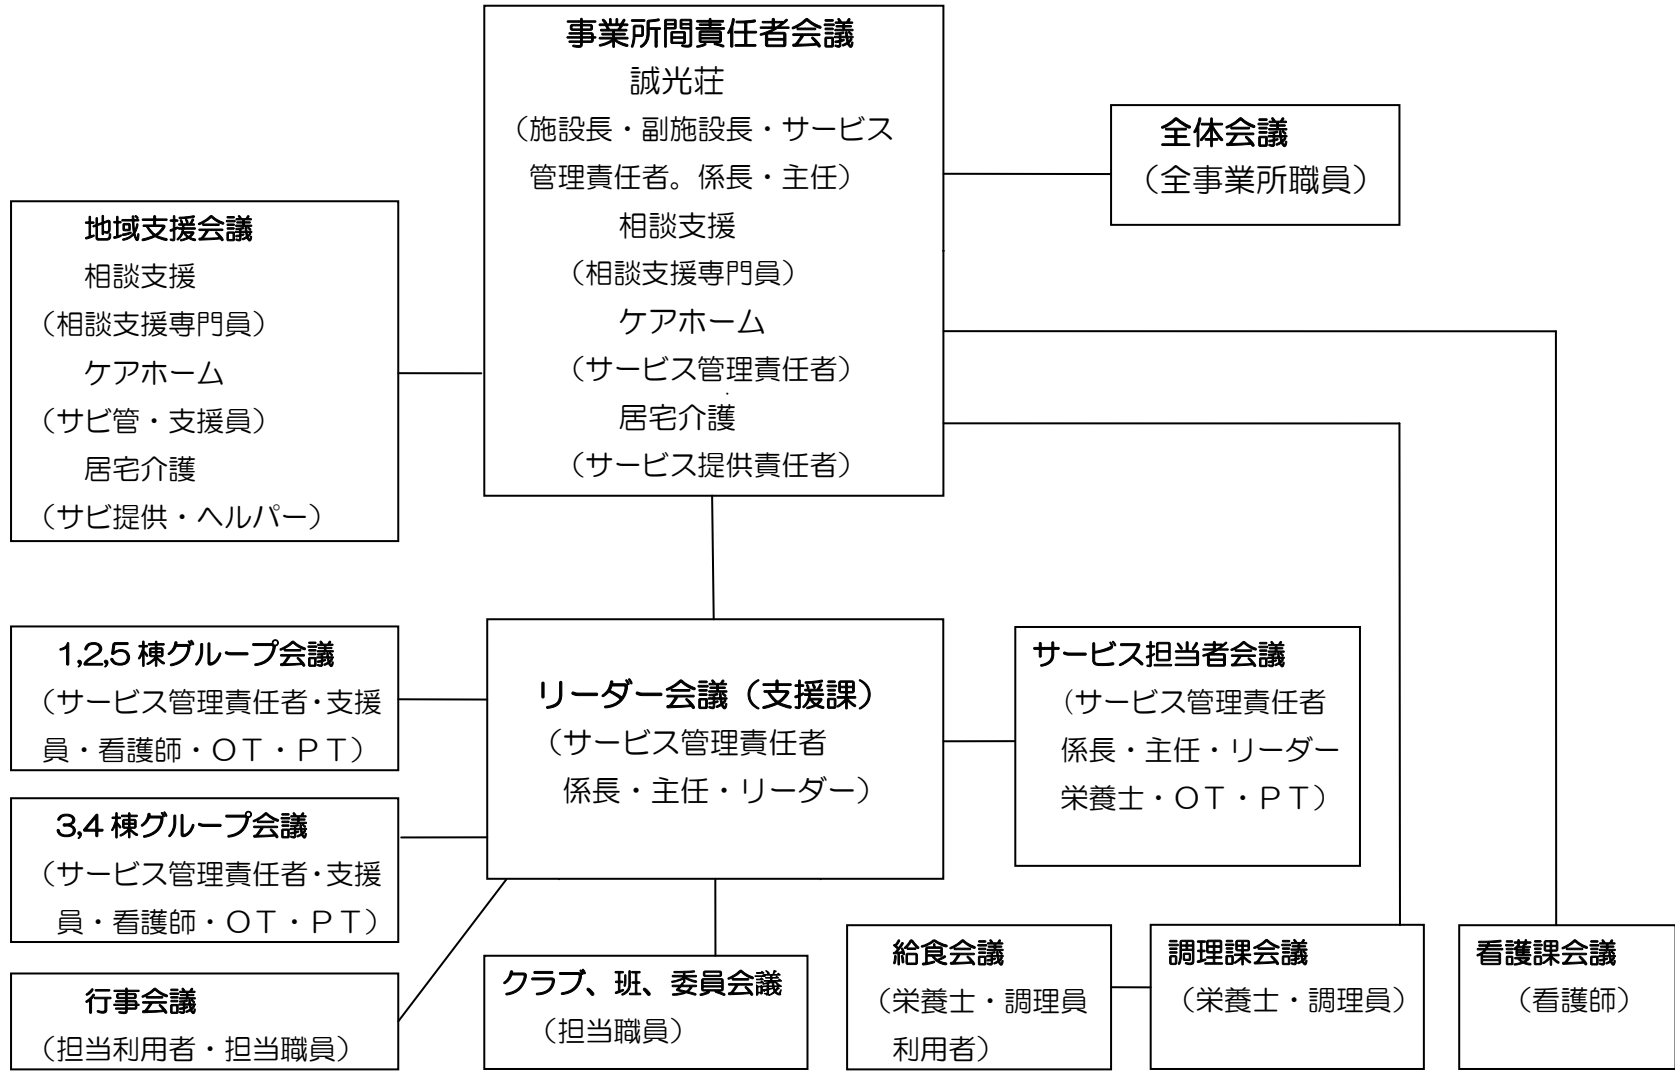 事業所間責任者会議
誠光荘
（施設長・副施設長・サービス
管理責任者。係長・主任）
相談支援
（相談支援専門員）
ケアホーム
（サービス管理責任者）
居宅介護
（サービス提供責任者）
全体会議
（全事業所職員）
地域支援会議
相談支援
（相談支援専門員）
ケアホーム
（サビ管・支援員）
居宅介護
（サビ提供・ヘルパー）
1,2,5 棟グループ会議
（サービス管理責任者・支援
員・看護師・ＯＴ・ＰＴ）
リーダー会議（支援課）
（サービス管理責任者
係長・主任・リーダー）
サービス担当者会議
（サービス管理責任者
係長・主任・リーダー
栄養士・ＯＴ・ＰＴ）
3,4 棟グループ会議
（サービス管理責任者・支援
員・看護師・ＯＴ・ＰＴ）
行事会議
（担当利用者・担当職員）
クラブ、班、委員会議
（担当職員）
給食会議
（栄養士・調理員
利用者）
調理課会議
（栄養士・調理員）
看護課会議
（看護師）